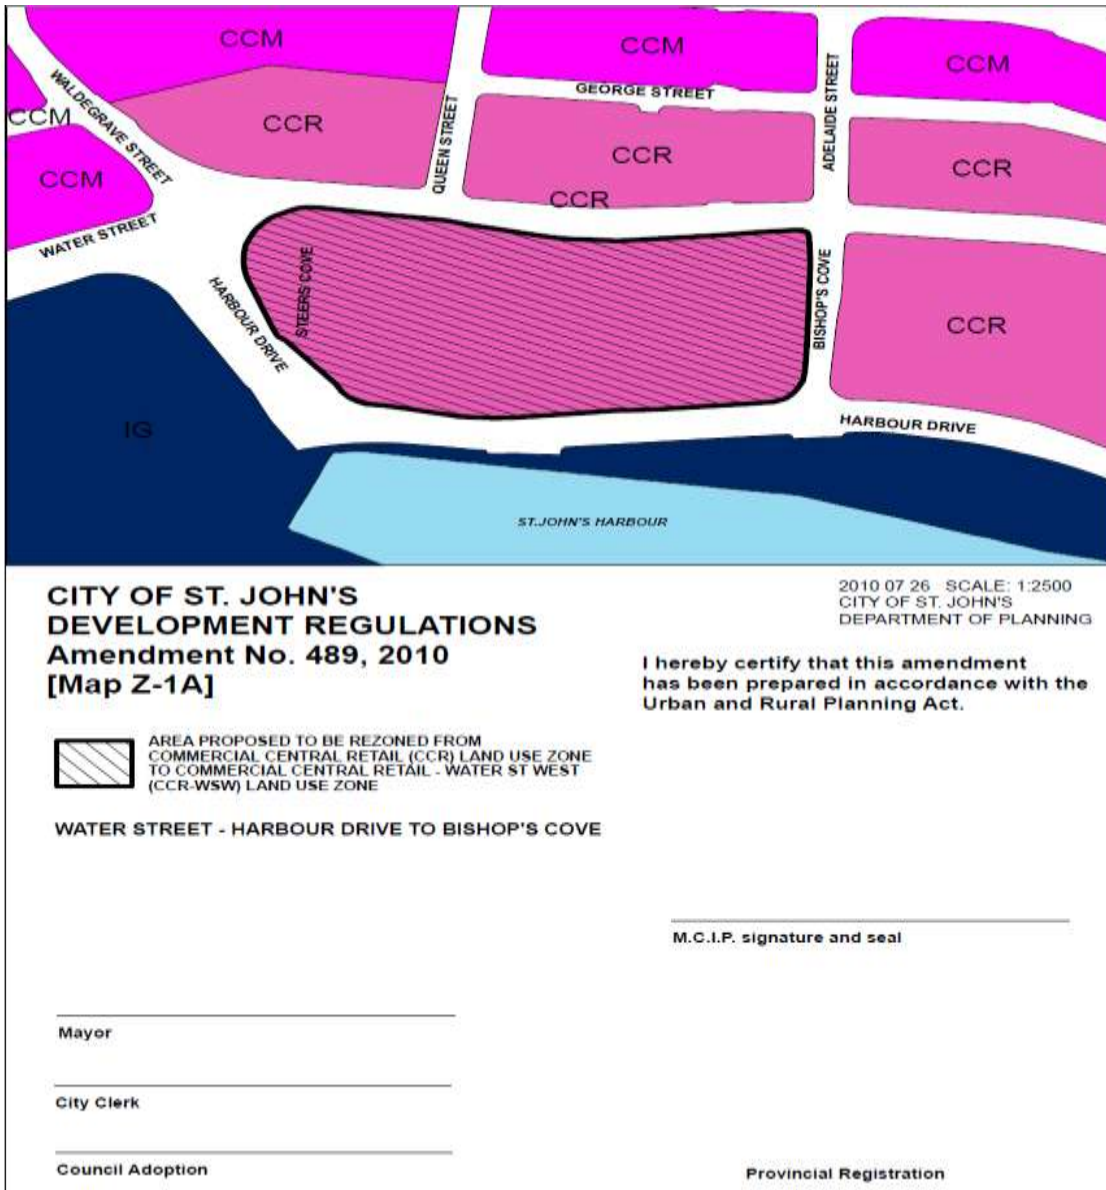 CCM
CCM
CCM
WALDEGRAVE STREET
GEORGE STREET
ADELAIDE STREET
CCM
CCR
QUEEN STREET
CCR
CCR
CCM
CCR
WATER STREET
STEERS COVE
BISHOP'S COVE
HARBOUR DRIVE
CCR
IG
HARBOUR DRIVE
ST.JOHN'S HARBOUR
CITY OF ST. JOHN'S
DEVELOPMENT REGULATIONS
Amendment No. 489, 2010
[Map Z-1A]
2010 07 26 SCALE: 1:2500
CITY OF ST. JOHN'S
DEPARTMENT OF PLANNING
I hereby certify that this amendment
has been prepared in accordance with the
Urban and Rural Planning Act.
AREA PROPOSED TO BE REZONED FROM
COMMERCIAL CENTRAL RETAIL (CCR) LAND USE ZONE
TO COMMERCIAL CENTRAL RETAIL - WATER ST WEST
(CCR-WSW) LAND USE ZONE
WATER STREET - HARBOUR DRIVE TO BISHOP'S COVE
M.C.I.P. signature and seal
Mayor
City Clerk
Council Adoption
Provincial Registration